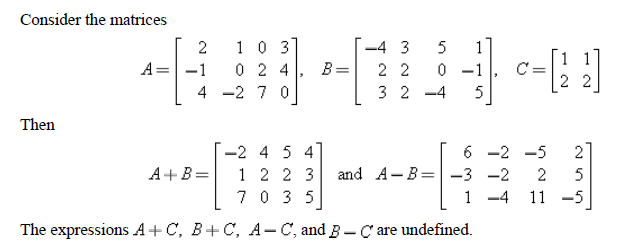 Consider the matrices
A = [ 2 1 0 3 ; −1 0 2 4 ; 4 −2 7 0 ], B = [ −4 3 5 1 ; 2 2 0 −1 ; 3 2 −4 5 ], C = [ 1 1 ; 2 2 ]
Then
A + B = [ −2 4 5 4 ; 1 2 2 3 ; 7 0 3 5 ] and A − B = [ 6 −2 −5 2 ; −3 −2 2 5 ; 1 −4 11 −5 ]
The expressions A + C, B + C, A − C, and B − C are undefined.